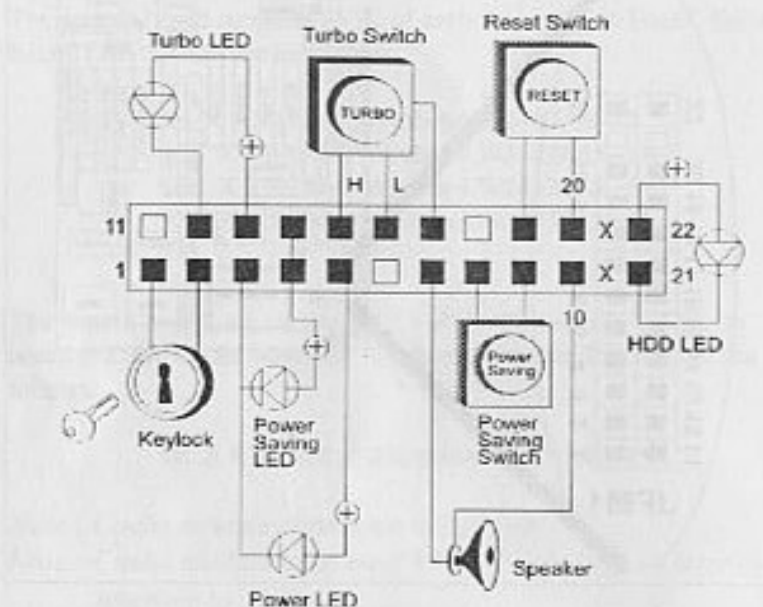 Turbo LED
Turbo Switch
Reset Switch
TURBO
RESET
H L
20
11
22
1
21
X
X
10
HDD LED
Keylock
Power
Saving
LED
Power
Saving
Power
Saving
Switch
Speaker
Power LED